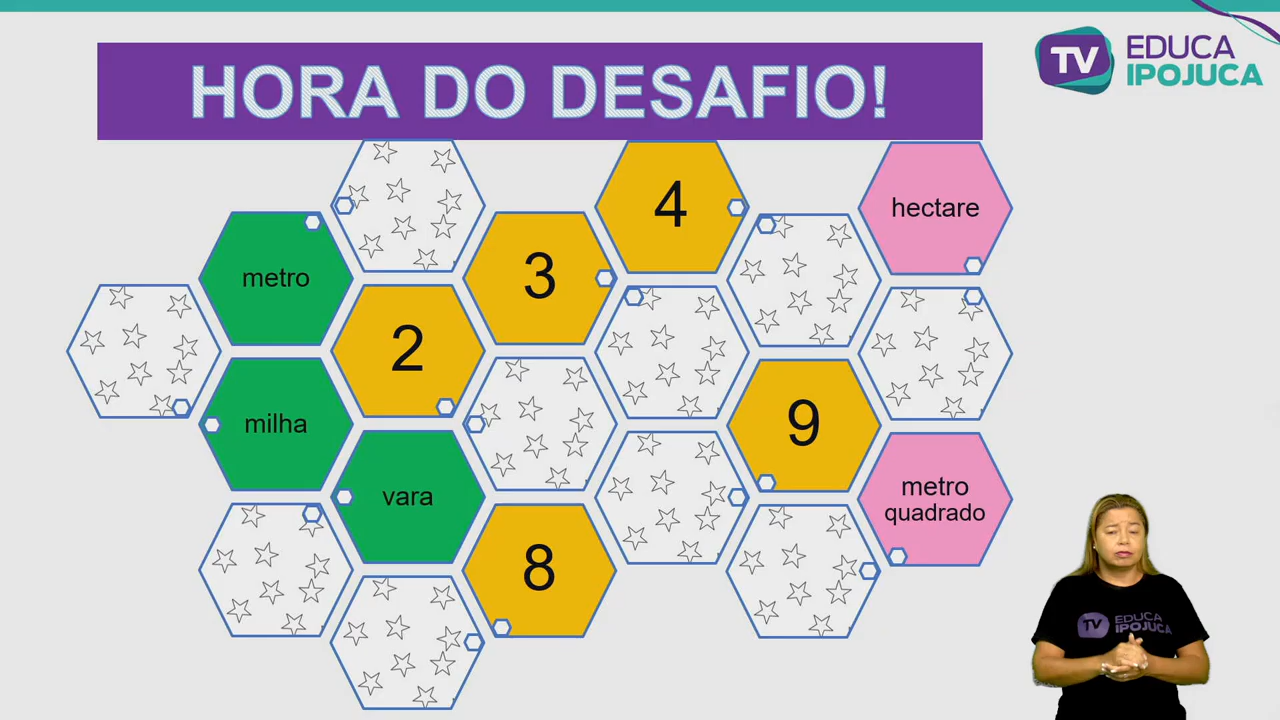 HORA DO DESAFIO!
TV EDUCA
IPOJUCA
4
hectare
metro
3
2
milha
9
vara
metro
quadrado
8
TV EDUCA
IPOJUCA